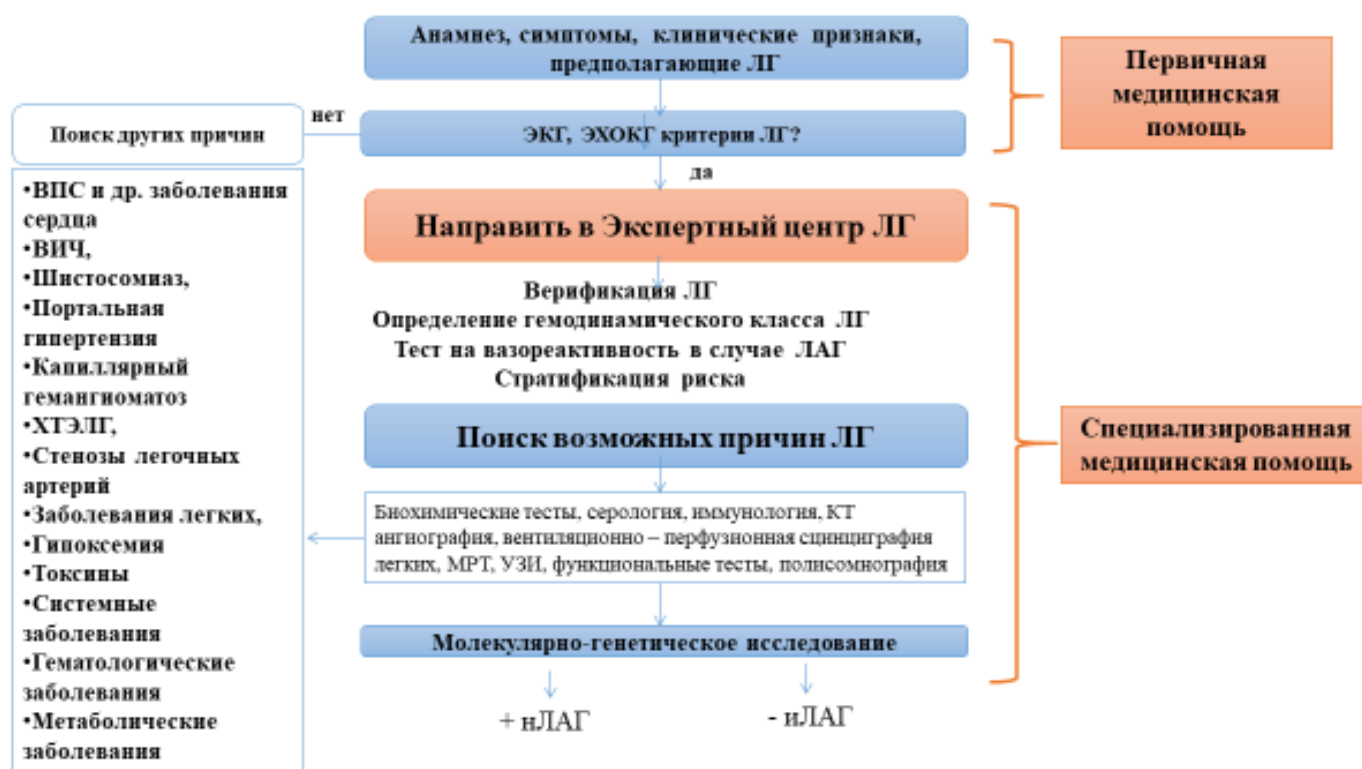 Анамнез, симптомы, клинические признаки,
предполагающие ЛГ
Первичная
медицинская
помощь
нет
Поиск других причин
ЭКГ, ЭХОКГ критерии ЛГ?
да
•ВПС и др. заболевания
сердца
•ВИЧ,
•Шистосомиаз,
•Портальная
гипертензия
•Капиллярный
гемангиоматоз
•ХТЭЛГ,
•Стенозы легочных
артерий
•Заболевания легких,
•Гипоксемия
•Токсины
•Системные
заболевания
•Гематологические
заболевания
•Метаболические
заболевания
Направить в Экспертный центр ЛГ
Верификация ЛГ
Определение гемодинамического класса ЛГ
Тест на вазореактивность в случае ЛАГ
Стратификация риска
Поиск возможных причин ЛГ
Специализированная
медицинская помощь
Биохимические тесты, серология, иммунология, КТ
ангиография, вентиляционно – перфузионная сцинциграфия
легких, МРТ, УЗИ, функциональные тесты, полисомнография
Молекулярно-генетическое исследование
+ нЛАГ
- иЛАГ